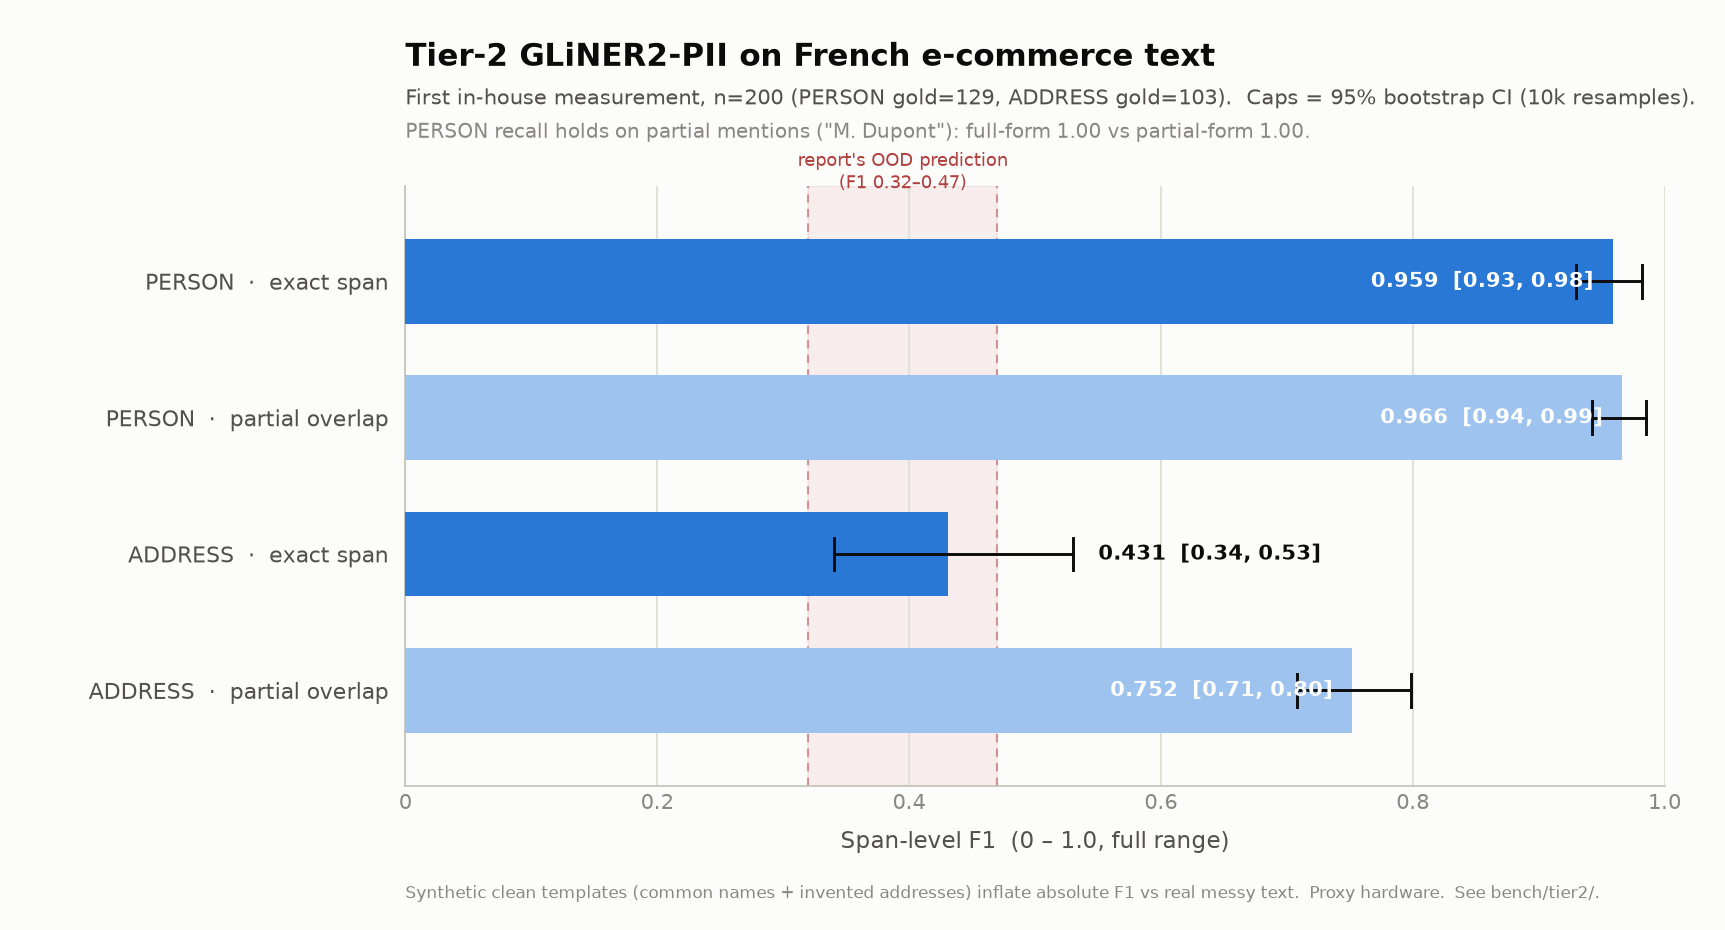 Tier-2 GLiNER2-PII on French e-commerce text
First in-house measurement, n=200 (PERSON gold=129, ADDRESS gold=103).  Caps = 95% bootstrap CI (10k resamples).
PERSON recall holds on partial mentions ("M. Dupont"): full-form 1.00 vs partial-form 1.00.
report's OOD prediction
(F1 0.32–0.47)
PERSON · exact span
0.959 [0.93, 0.98]
PERSON · partial overlap
0.966 [0.94, 0.99]
ADDRESS · exact span
0.431 [0.34, 0.53]
ADDRESS · partial overlap
0.752 [0.71, 0.80]
0 0.2 0.4 0.6 0.8 1.0
Span-level F1 (0 – 1.0, full range)
Synthetic clean templates (common names + invented addresses) inflate absolute F1 vs real messy text.  Proxy hardware.  See bench/tier2/.